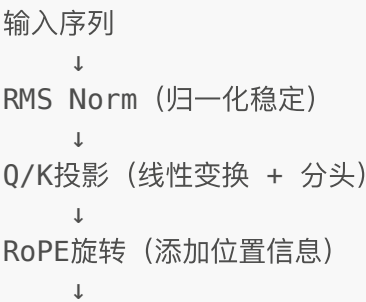 输入序列
↓
RMS Norm（归一化稳定）
↓
Q/K投影（线性变换 + 分头）
↓
RoPE旋转（添加位置信息）
↓